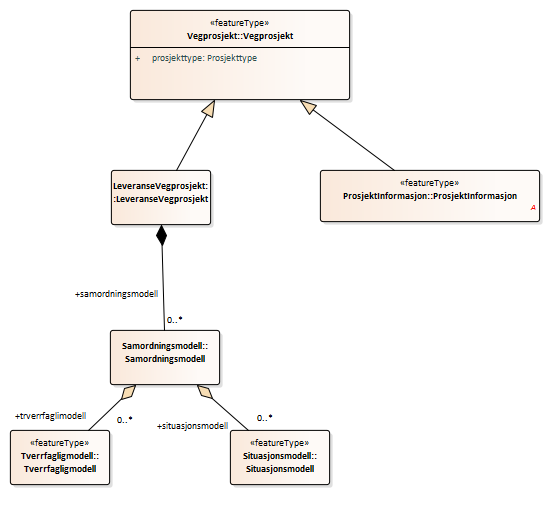 «featureType»
Vegprosjekt::Vegprosjekt
+ prosjekttype: Prosjekttype
LeveranseVegprosjekt:
:LeveranseVegprosjekt
«featureType»
ProsjektInformasjon::ProsjektInformasjon
A
+samordningsmodell
0..*
Samordningsmodell::
Samordningsmodell
+trverrfaglimodell
0..*
+situasjonsmodell
0..*
«featureType»
Tverrfagligmodell::
Tverrfagligmodell
«featureType»
Situasjonsmodell::
Situasjonsmodell